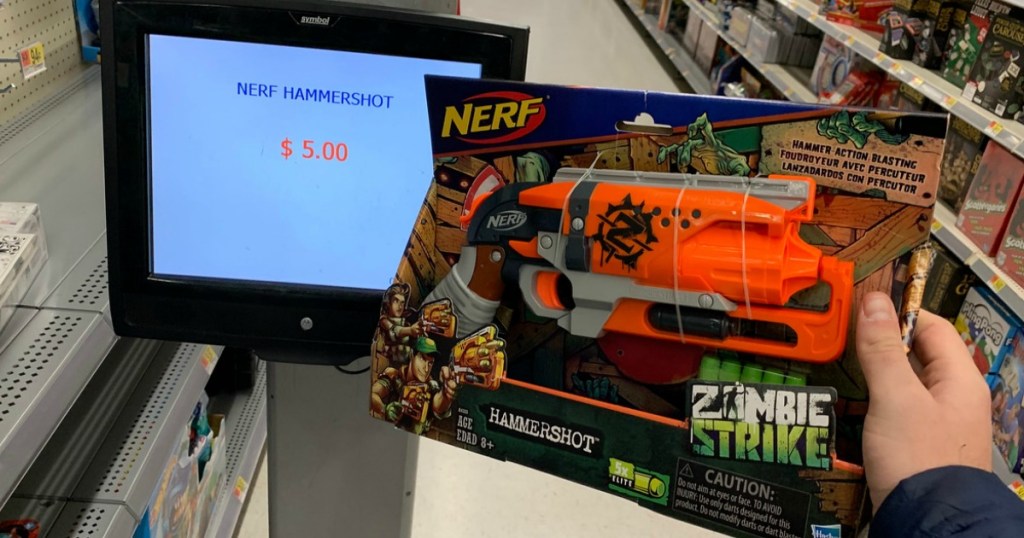 symbol
NERF HAMMERSHOT
$ 5.00
NERF
HAMMER-ACTION BLASTING
FOUDROYEUR AVEC PERCUTEUR
LANZADARDOS CON PERCUTOR
NERF
AGE
EDAD 8+
HAMMERSHOT
5x
ELITE
ZOMBIE
STRIKE
CAUTION:
Do not aim at eyes or face. TO AVOID
INJURY: Use only darts designed for this
product. Do not modify darts or dart blaster.
Hasbro